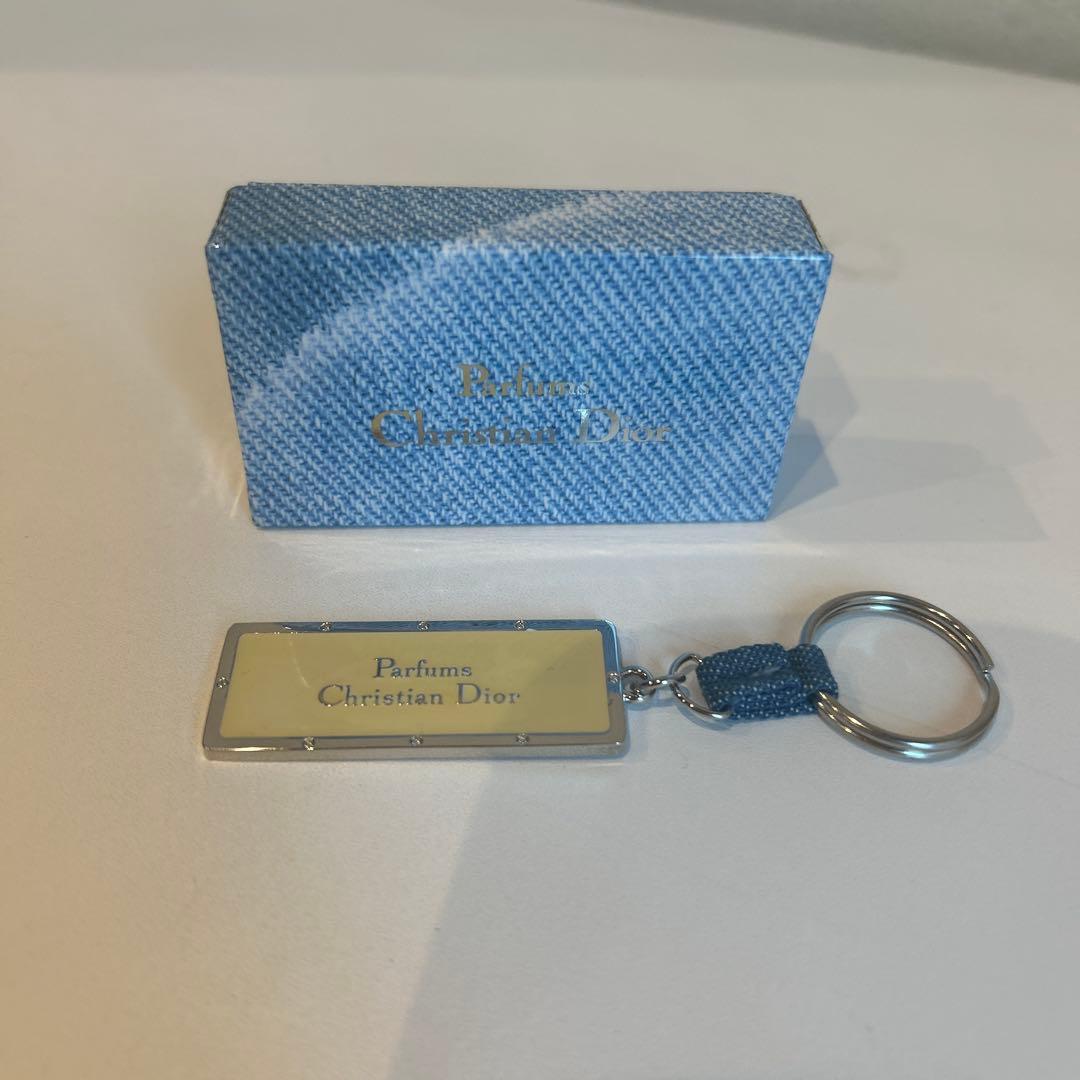 Parfums
Christian Dior
Parfums
Christian Dior